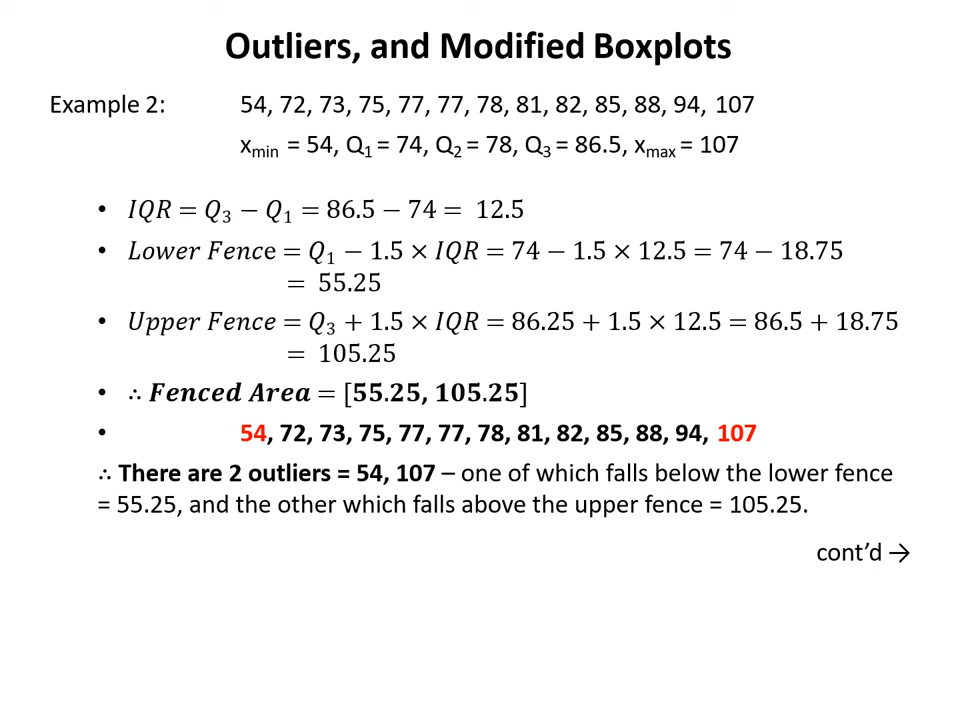 Outliers, and Modified Boxplots
Example 2: 54, 72, 73, 75, 77, 77, 78, 81, 82, 85, 88, 94, 107
xmin = 54, Q1 = 74, Q2 = 78, Q3 = 86.5, xmax = 107
• IQR = Q3 − Q1 = 86.5 − 74 = 12.5
• Lower Fence = Q1 − 1.5 × IQR = 74 − 1.5 × 12.5 = 74 − 18.75
= 55.25
• Upper Fence = Q3 + 1.5 × IQR = 86.25 + 1.5 × 12.5 = 86.5 + 18.75
= 105.25
• ∴ Fenced Area = [55.25, 105.25]
• 54, 72, 73, 75, 77, 77, 78, 81, 82, 85, 88, 94, 107
∴ There are 2 outliers = 54, 107 – one of which falls below the lower fence
= 55.25, and the other which falls above the upper fence = 105.25.
cont’d →